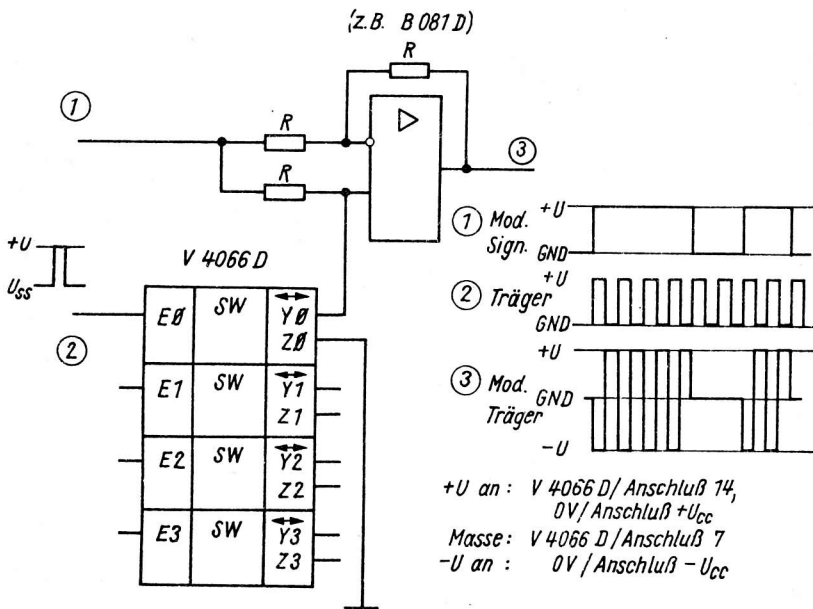 (z.B. B 081 D)
R
1
R
3
R
+U
U_SS
V 4066 D
E0 SW Y0
Z0
2
E1 SW Y1
Z1
E2 SW Y2
Z2
E3 SW Y3
Z3
1 Mod. Sign. +U
GND
2 Träger +U
GND
3 Mod. Träger +U
GND
-U
+U an : V 4066 D/Anschluß 14,
0V/Anschluß +U_CC
Masse: V 4066 D/Anschluß 7
-U an : 0V/Anschluß -U_CC